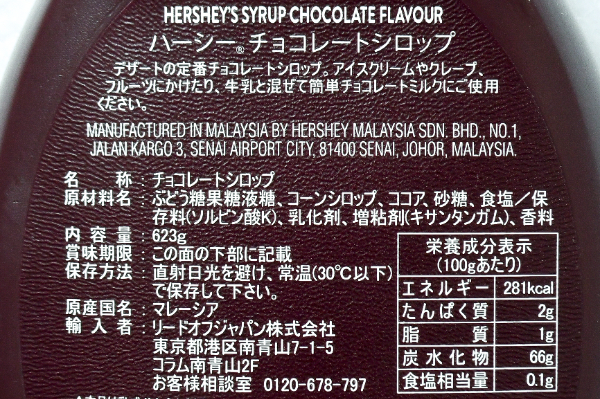 HERSHEY'S SYRUP CHOCOLATE FLAVOUR
ハーシー®チョコレートシロップ
デザートの定番チョコレートシロップ。アイスクリームやクレープ、
フルーツにかけたり、牛乳と混ぜて簡単チョコレートミルクにご使用
ください。
MANUFACTURED IN MALAYSIA BY HERSHEY MALAYSIA SDN. BHD., NO.1,
JALAN KARGO 3, SENAI AIRPORT CITY, 81400 SENAI, JOHOR, MALAYSIA.
名称:チョコレートシロップ
原材料名:ぶどう糖果糖液糖、コーンシロップ、ココア、砂糖、食塩/保
存料(ソルビン酸K)、乳化剤、増粘剤(キサンタンガム)、香料
内容量:623g
賞味期限:この面の下部に記載
保存方法:直射日光を避け、常温(30℃以下)
で保存して下さい。
原産国名:マレーシア
輸入者:リードオフジャパン株式会社
東京都港区南青山7-1-5
コラム南青山2F
お客様相談室 0120-678-797
栄養成分表示
(100gあたり)
エネルギー 281kcal
たんぱく質 2g
脂質 1g
炭水化物 66g
食塩相当量 0.1g